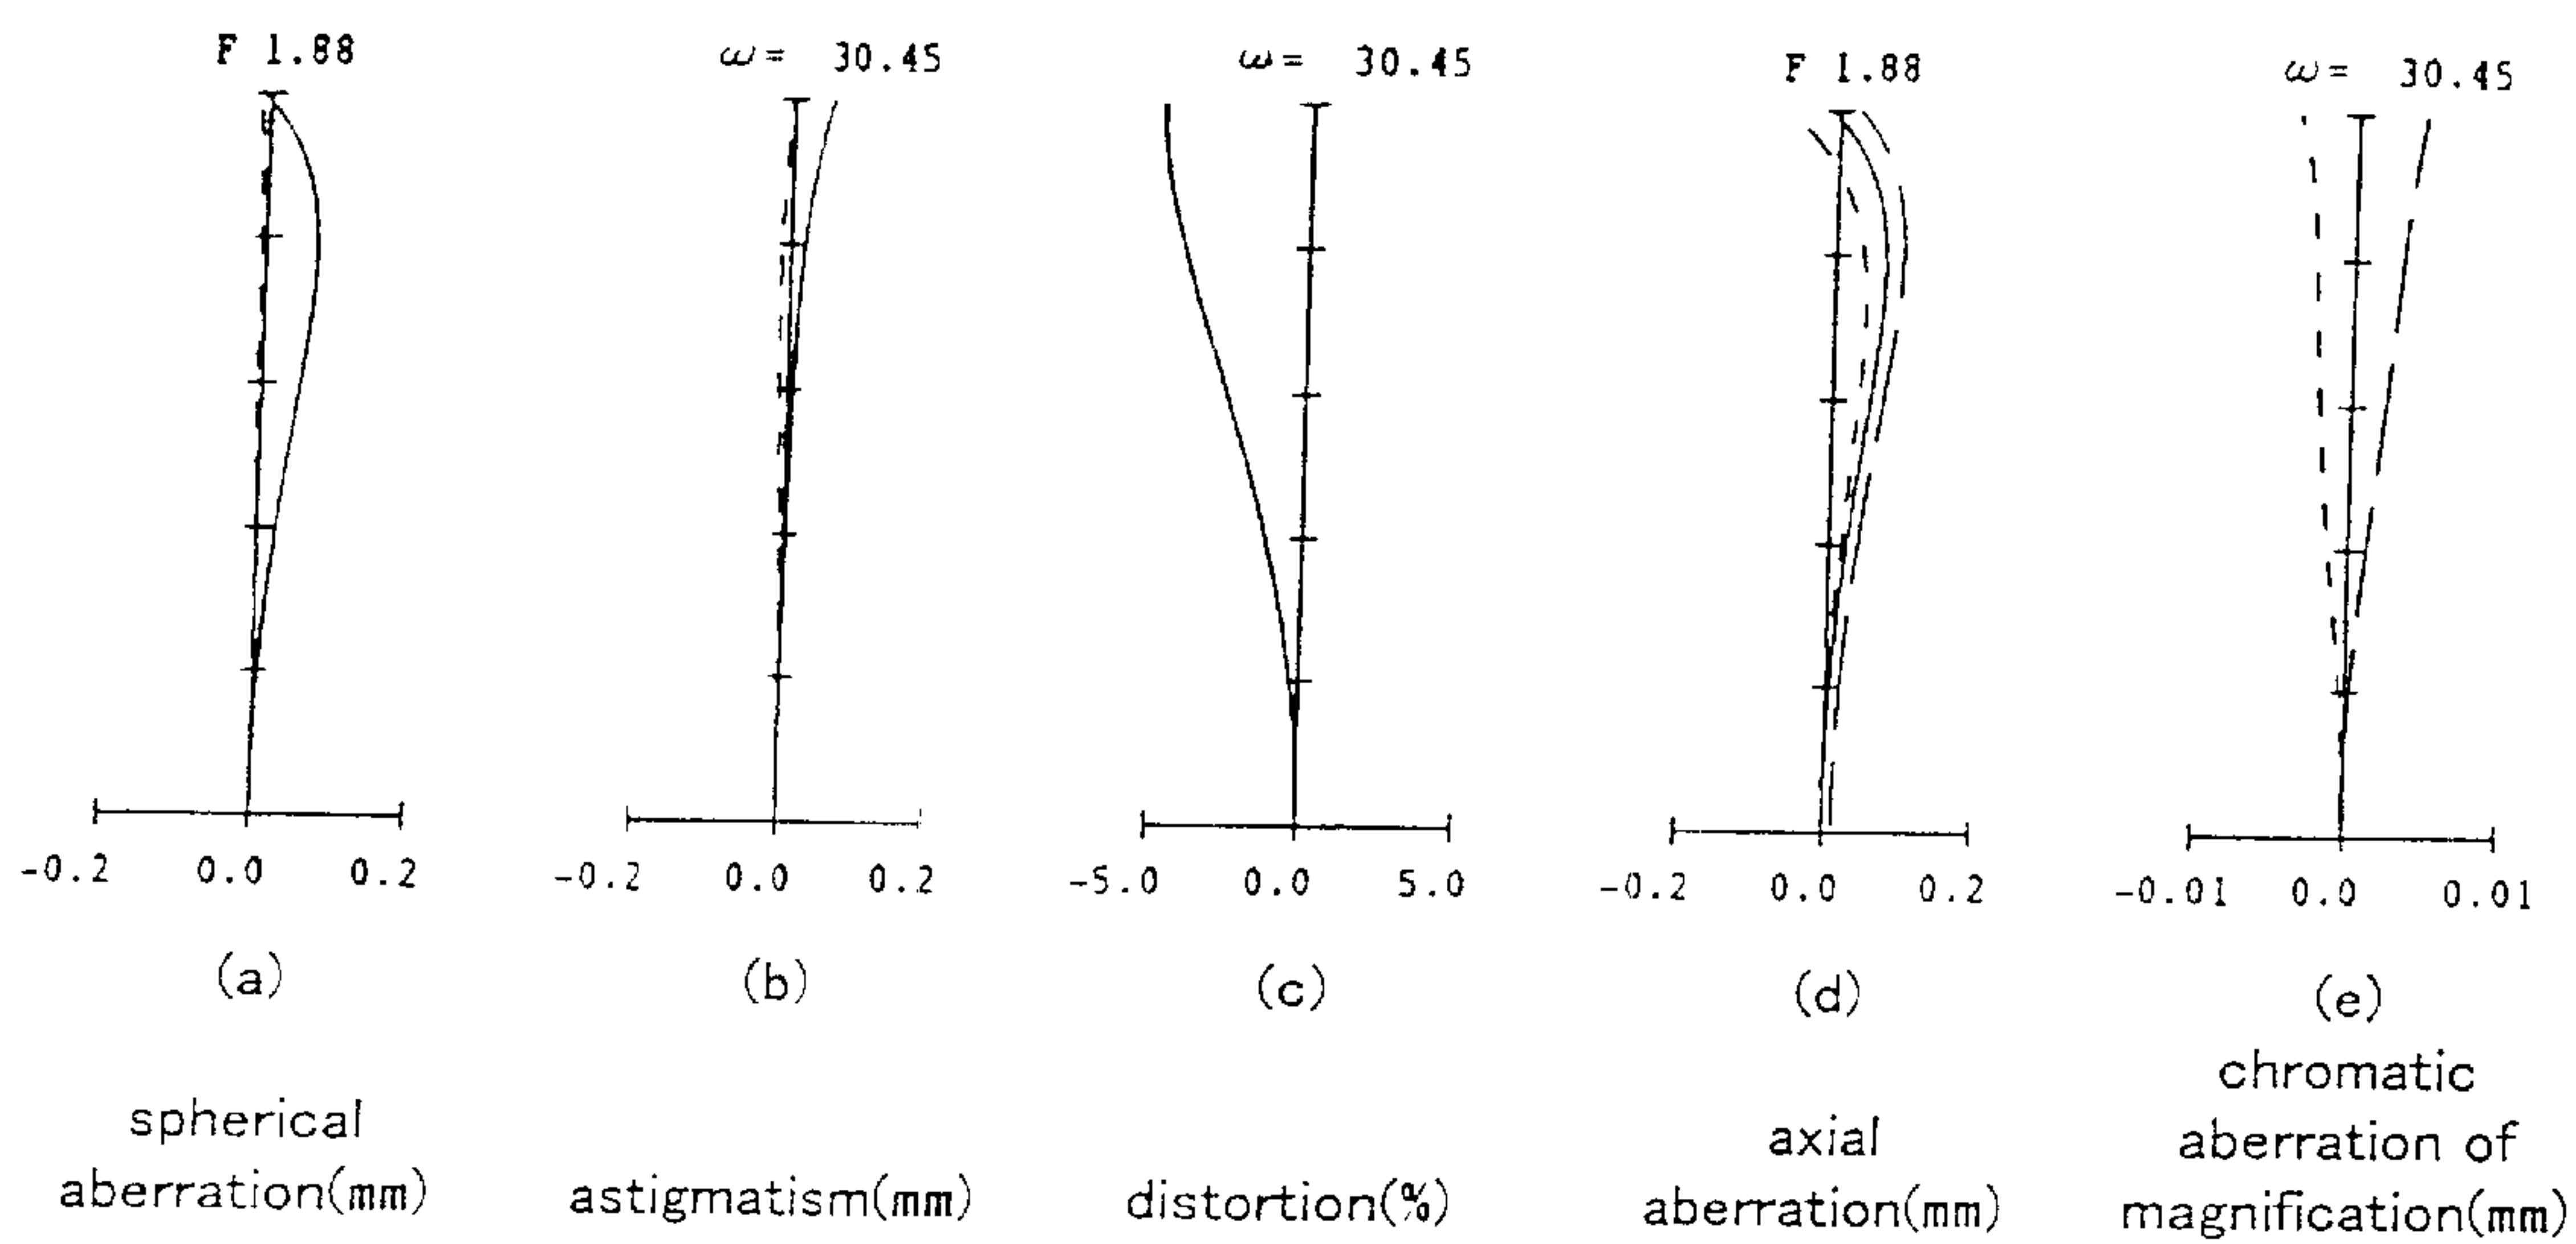 F 1.88
ω= 30.45
ω= 30.45
F 1.88
ω= 30.45
-0.2 0.0 0.2
-0.2 0.0 0.2
-5.0 0.0 5.0
-0.2 0.0 0.2
-0.01 0.0 0.01
(a)
(b)
(c)
(d)
(e)
spherical
aberration(mm)
astigmatism(mm)
distortion(%)
axial
aberration(mm)
chromatic
aberration of
magnification(mm)